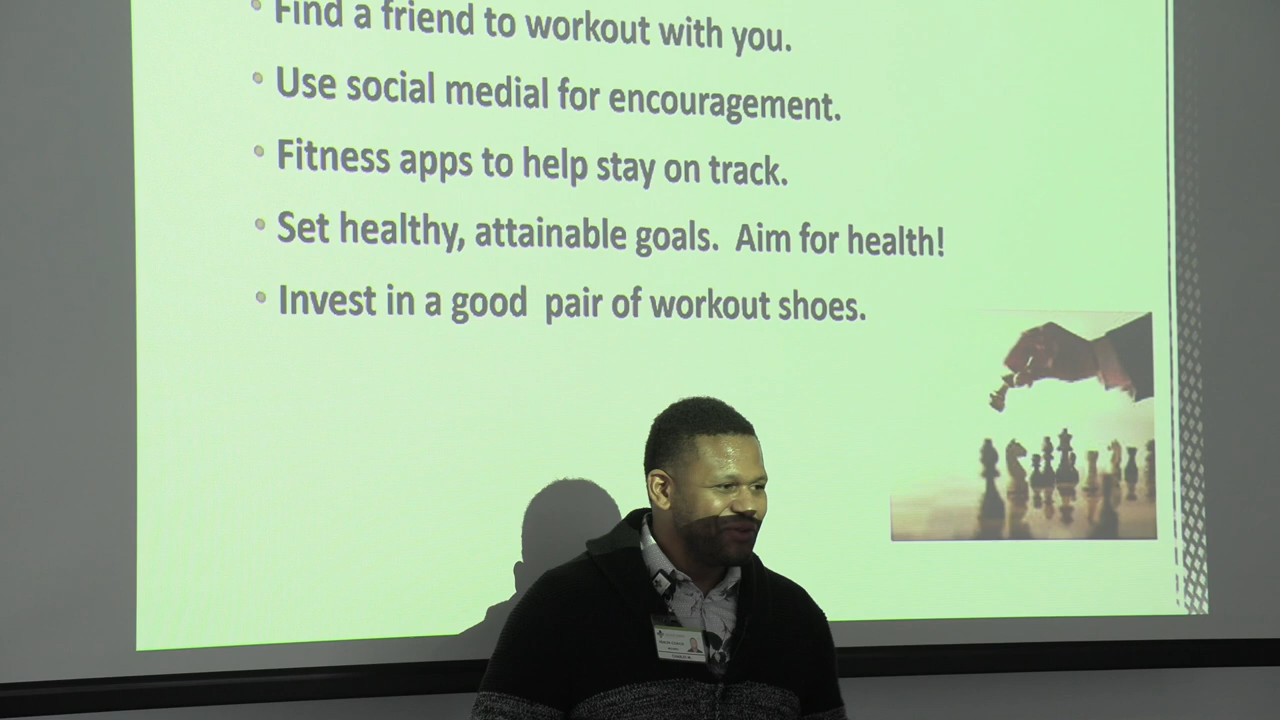 • Find a friend to workout with you.
• Use social medial for encouragement.
• Fitness apps to help stay on track.
• Set healthy, attainable goals. Aim for health!
• Invest in a good pair of workout shoes.